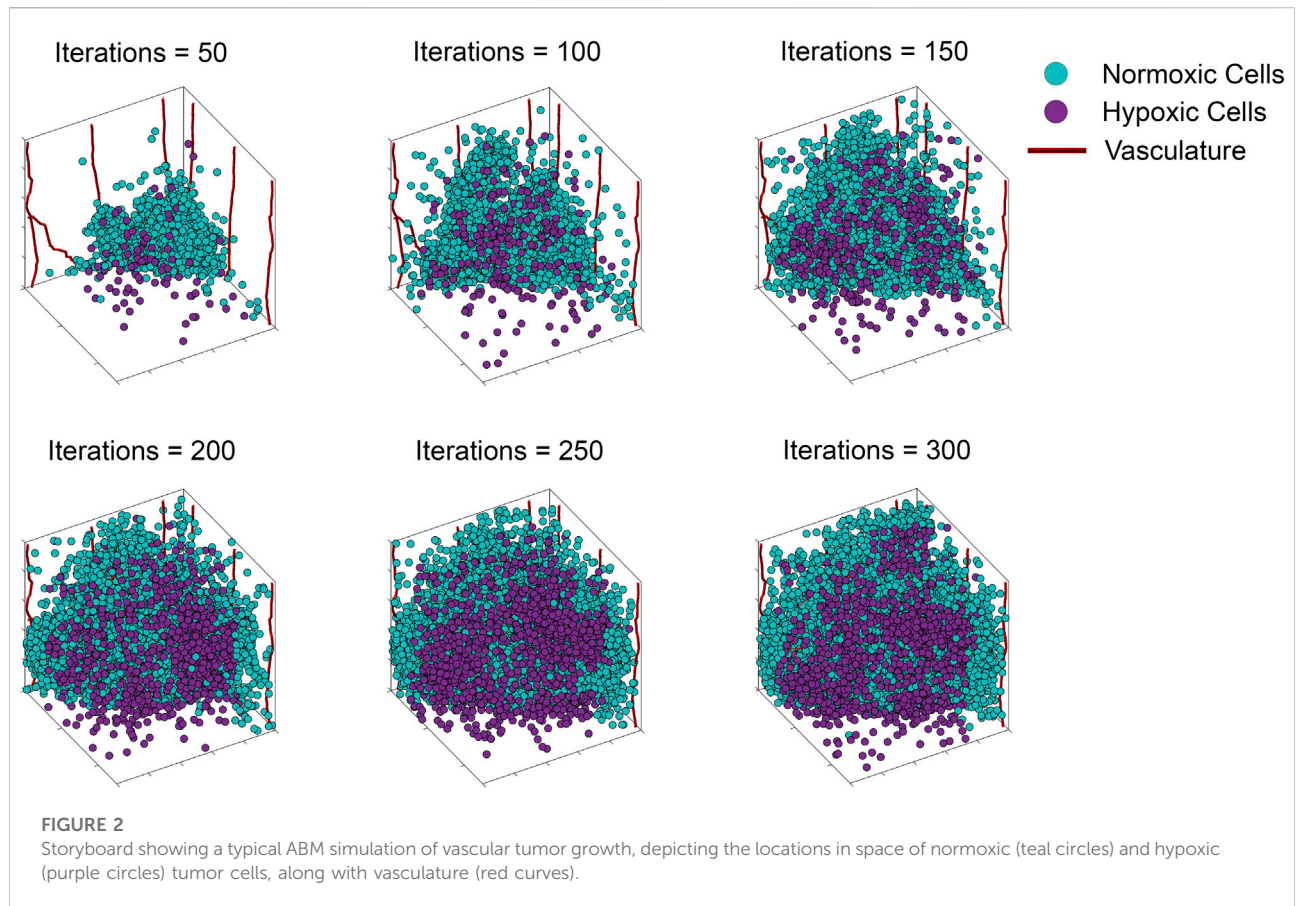 Iterations = 50
Iterations = 100
Iterations = 150
Normoxic Cells
Hypoxic Cells
Vasculature
Iterations = 200
Iterations = 250
Iterations = 300
FIGURE 2
Storyboard showing a typical ABM simulation of vascular tumor growth, depicting the locations in space of normoxic (teal circles) and hypoxic
(purple circles) tumor cells, along with vasculature (red curves).